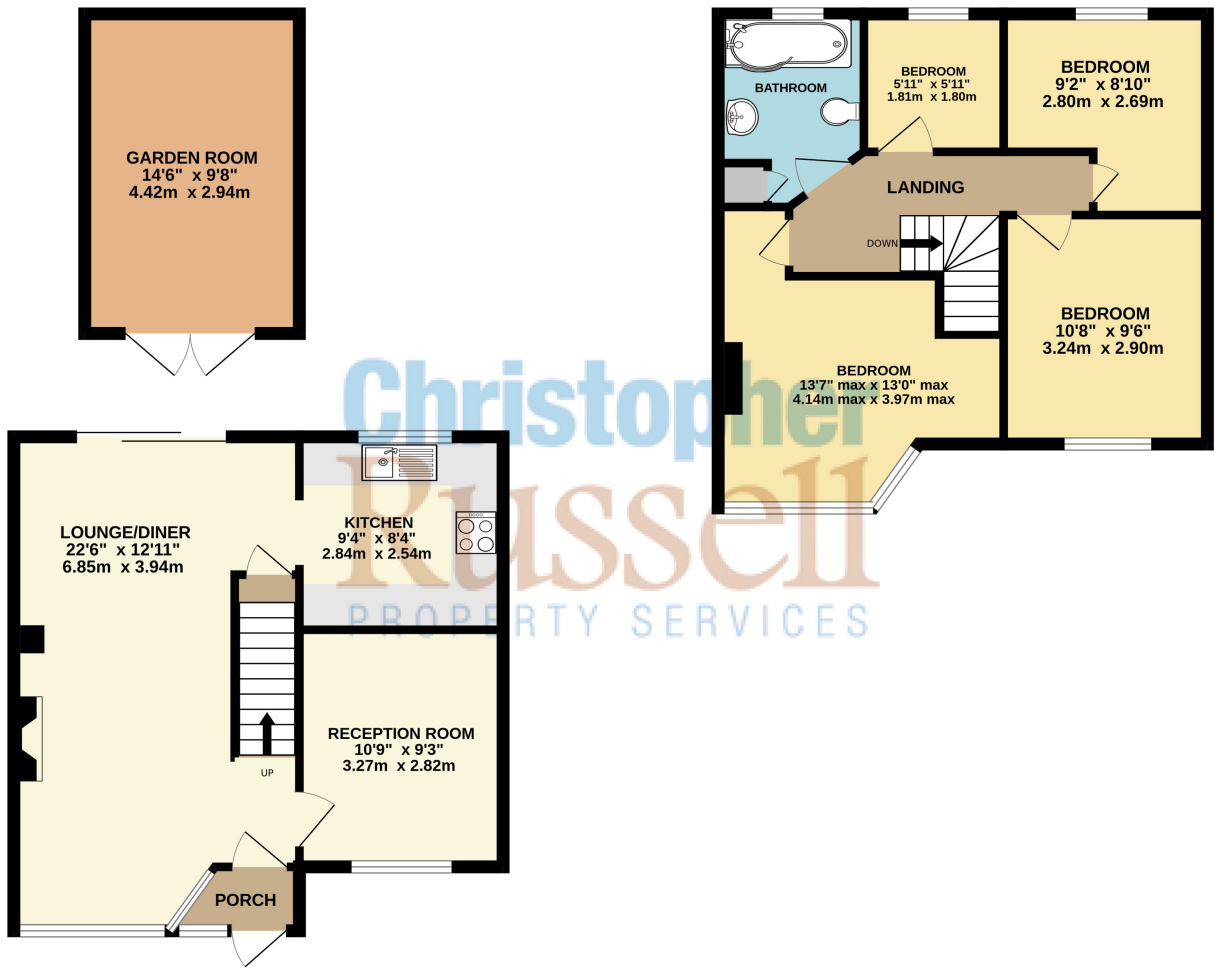 GARDEN ROOM
14'6" x 9'8"
4.42m x 2.94m
BATHROOM
BEDROOM
5'11" x 5'11"
1.81m x 1.80m
BEDROOM
9'2" x 8'10"
2.80m x 2.69m
LANDING
DOWN
BEDROOM
10'8" x 9'6"
3.24m x 2.90m
BEDROOM
13'7" max x 13'0" max
4.14m max x 3.97m max
Christopher
Russell
PROPERTY SERVICES
LOUNGE/DINER
22'6" x 12'11"
6.85m x 3.94m
KITCHEN
9'4" x 8'4"
2.84m x 2.54m
RECEPTION ROOM
10'9" x 9'3"
3.27m x 2.82m
UP
PORCH